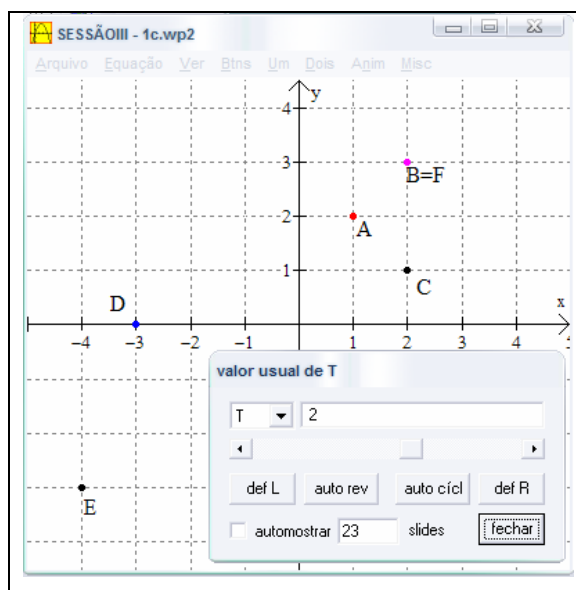 SESSÃOIII - 1c.wp2
Arquivo Equação Ver Btns Um Dois Anim Misc
y
4
3
B=F
2
A
1
C
D
x
-4 -3 -2 -1 1 2 3 4 5
valor usual de T
T 2
def L auto rev auto cícl def R
E
automostrar 23 slides fechar